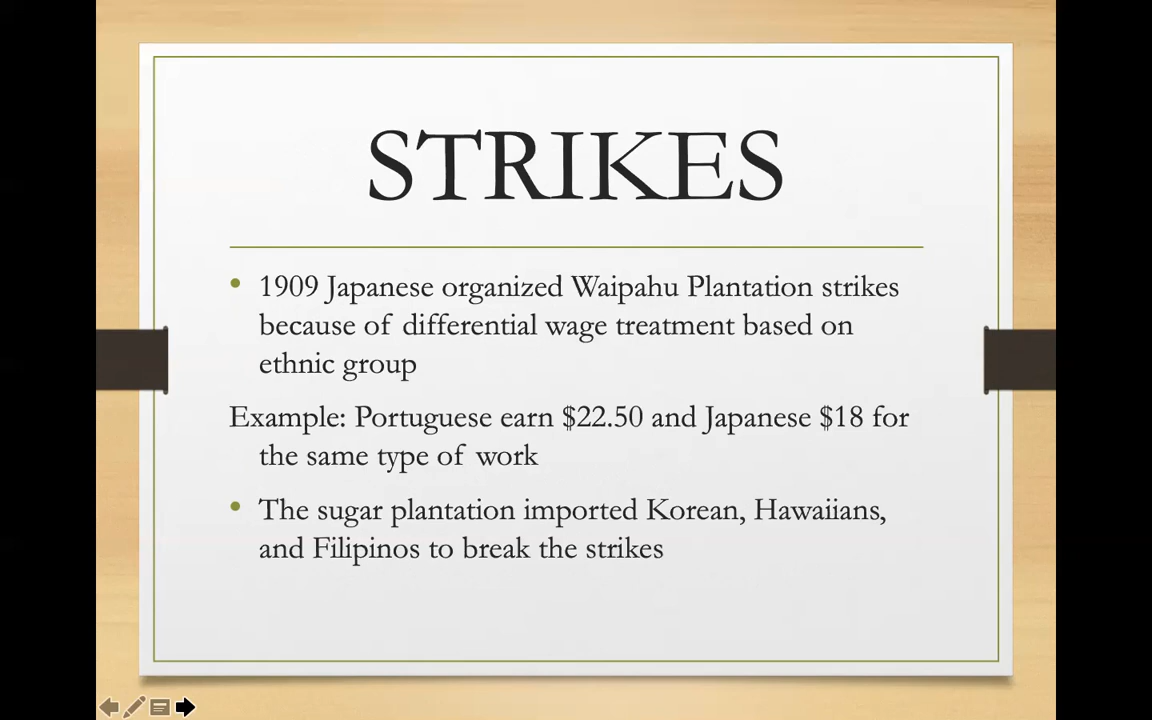 STRIKES
• 1909 Japanese organized Waipahu Plantation strikes
because of differential wage treatment based on
ethnic group
Example: Portuguese earn $22.50 and Japanese $18 for
the same type of work
• The sugar plantation imported Korean, Hawaiians,
and Filipinos to break the strikes